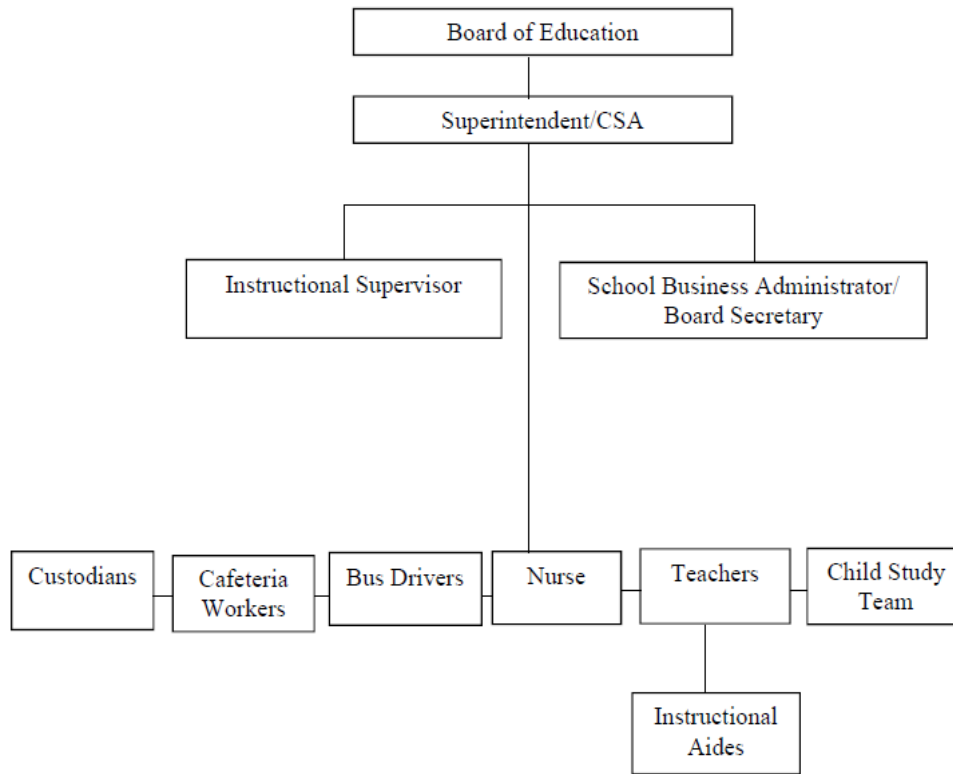 Board of Education
Superintendent/CSA
Instructional Supervisor
School Business Administrator/
Board Secretary
Custodians
Cafeteria
Workers
Bus Drivers
Nurse
Teachers
Child Study
Team
Instructional
Aides